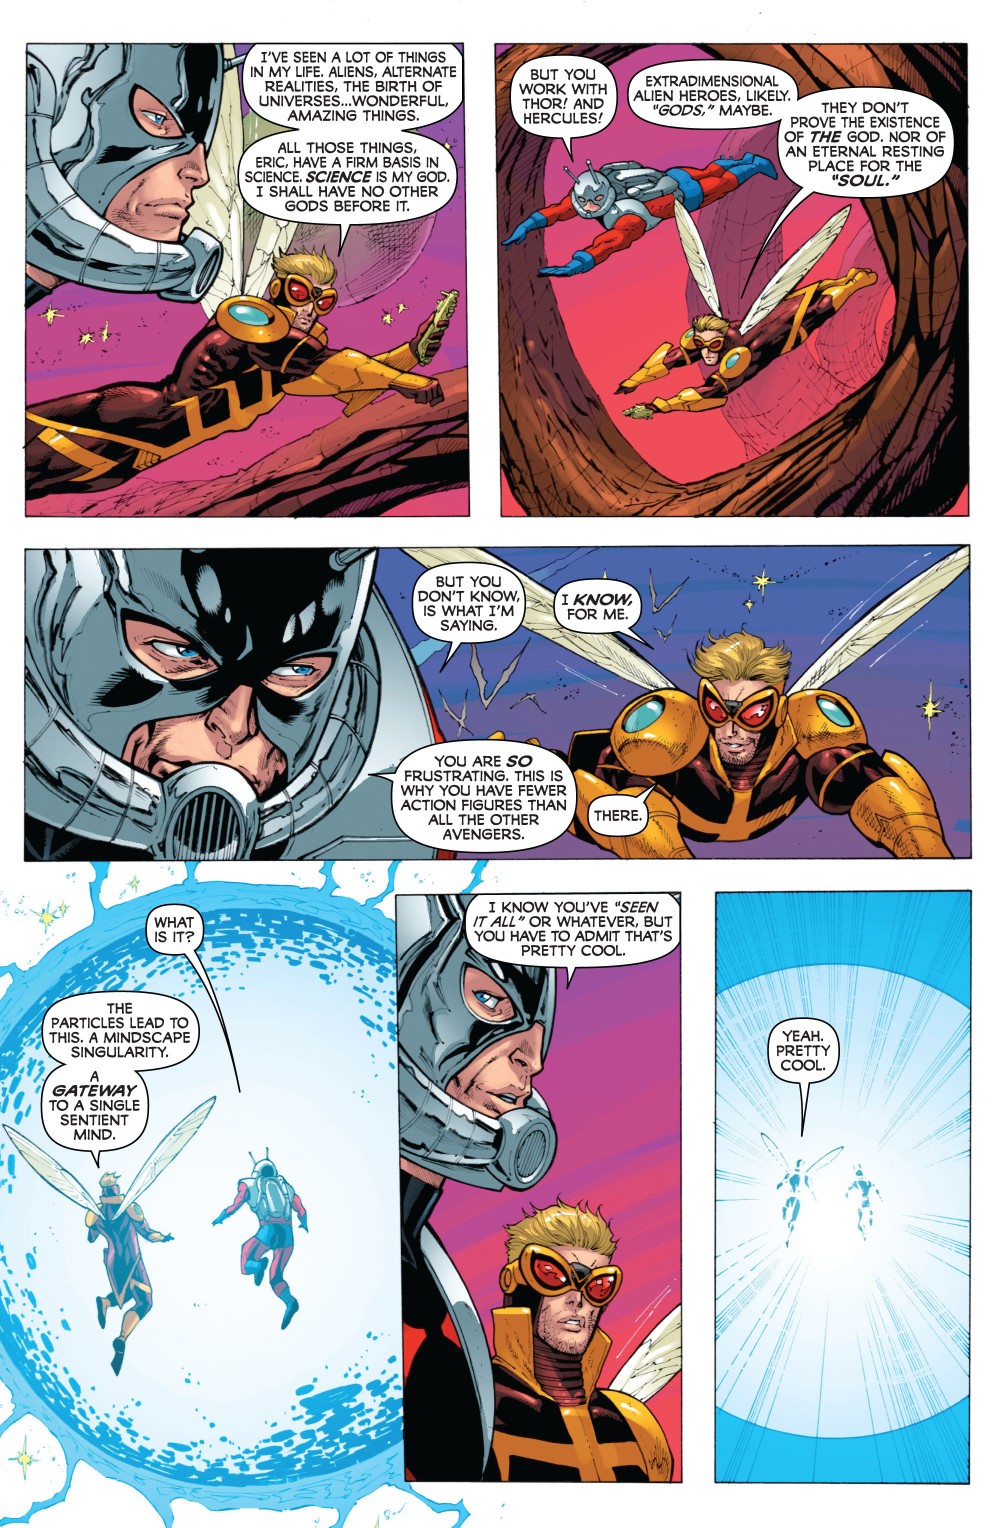 I'VE SEEN A LOT OF THINGS
IN MY LIFE. ALIENS, ALTERNATE
REALITIES, THE BIRTH OF
UNIVERSES...WONDERFUL,
AMAZING THINGS.
ALL THOSE THINGS,
ERIC, HAVE A FIRM BASIS IN
SCIENCE. SCIENCE IS MY GOD.
I SHALL HAVE NO OTHER
GODS BEFORE IT.
BUT YOU
WORK WITH
THOR! AND
HERCULES!
EXTRADIMENSIONAL
ALIEN HEROES, LIKELY.
"GODS," MAYBE.
THEY DON'T
PROVE THE EXISTENCE
OF THE GOD. NOR OF
AN ETERNAL RESTING
PLACE FOR THE
"SOUL."
BUT YOU
DON'T KNOW,
IS WHAT I'M
SAYING.
I KNOW,
FOR ME.
YOU ARE SO
FRUSTRATING. THIS IS
WHY YOU HAVE FEWER
ACTION FIGURES THAN
ALL THE OTHER
AVENGERS.
THERE.
WHAT
IS IT?
THE
PARTICLES LEAD TO
THIS. A MINDSCAPE
SINGULARITY.
A
GATEWAY
TO A SINGLE
SENTIENT
MIND.
I KNOW YOU'VE "SEEN
IT ALL" OR WHATEVER, BUT
YOU HAVE TO ADMIT THAT'S
PRETTY COOL.
YEAH.
PRETTY
COOL.